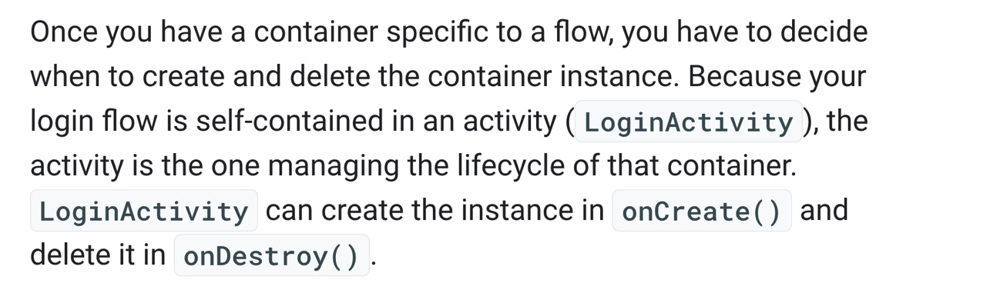 Once you have a container specific to a flow, you have to decide
when to create and delete the container instance. Because your
login flow is self-contained in an activity (LoginActivity), the
activity is the one managing the lifecycle of that container.
LoginActivity can create the instance in onCreate() and
delete it in onDestroy().